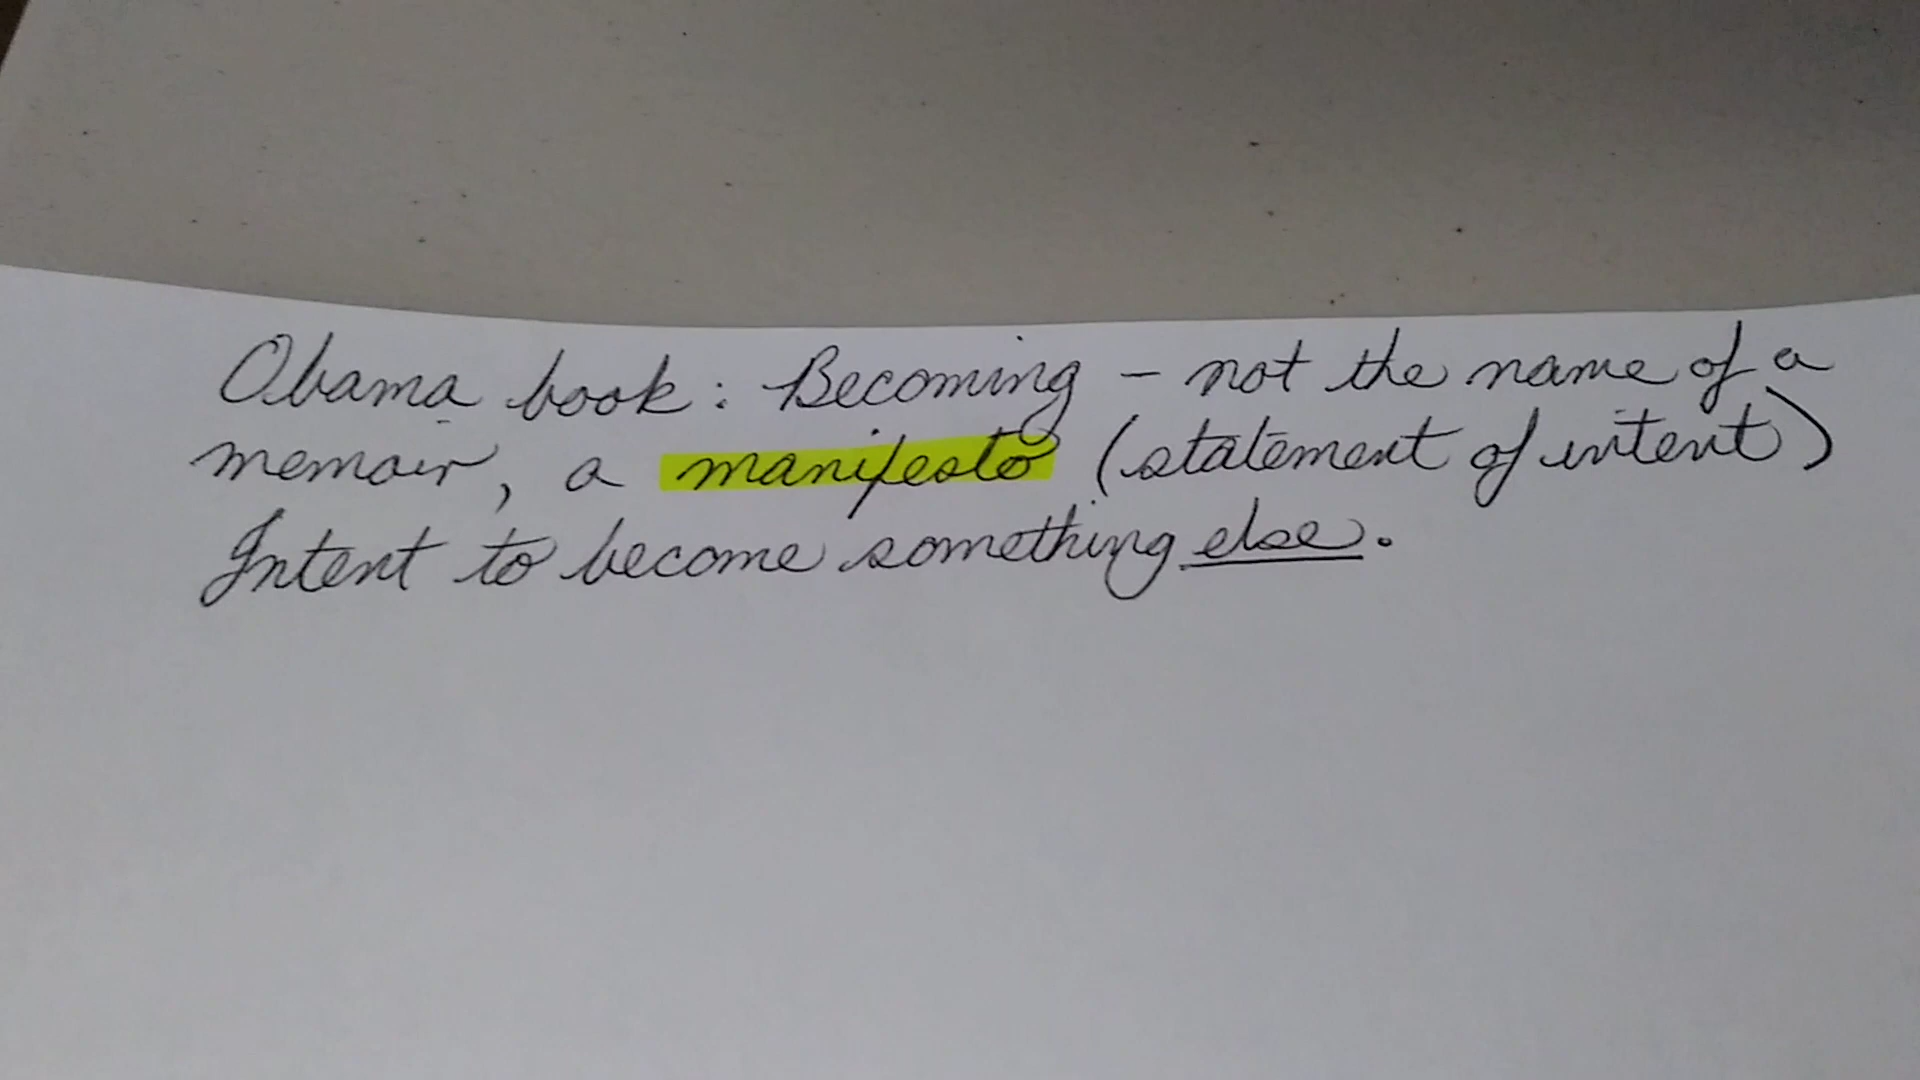 Obama book: Becoming - not the name of a
memoir, a manifesto (statement of intent)
Intent to become something else.